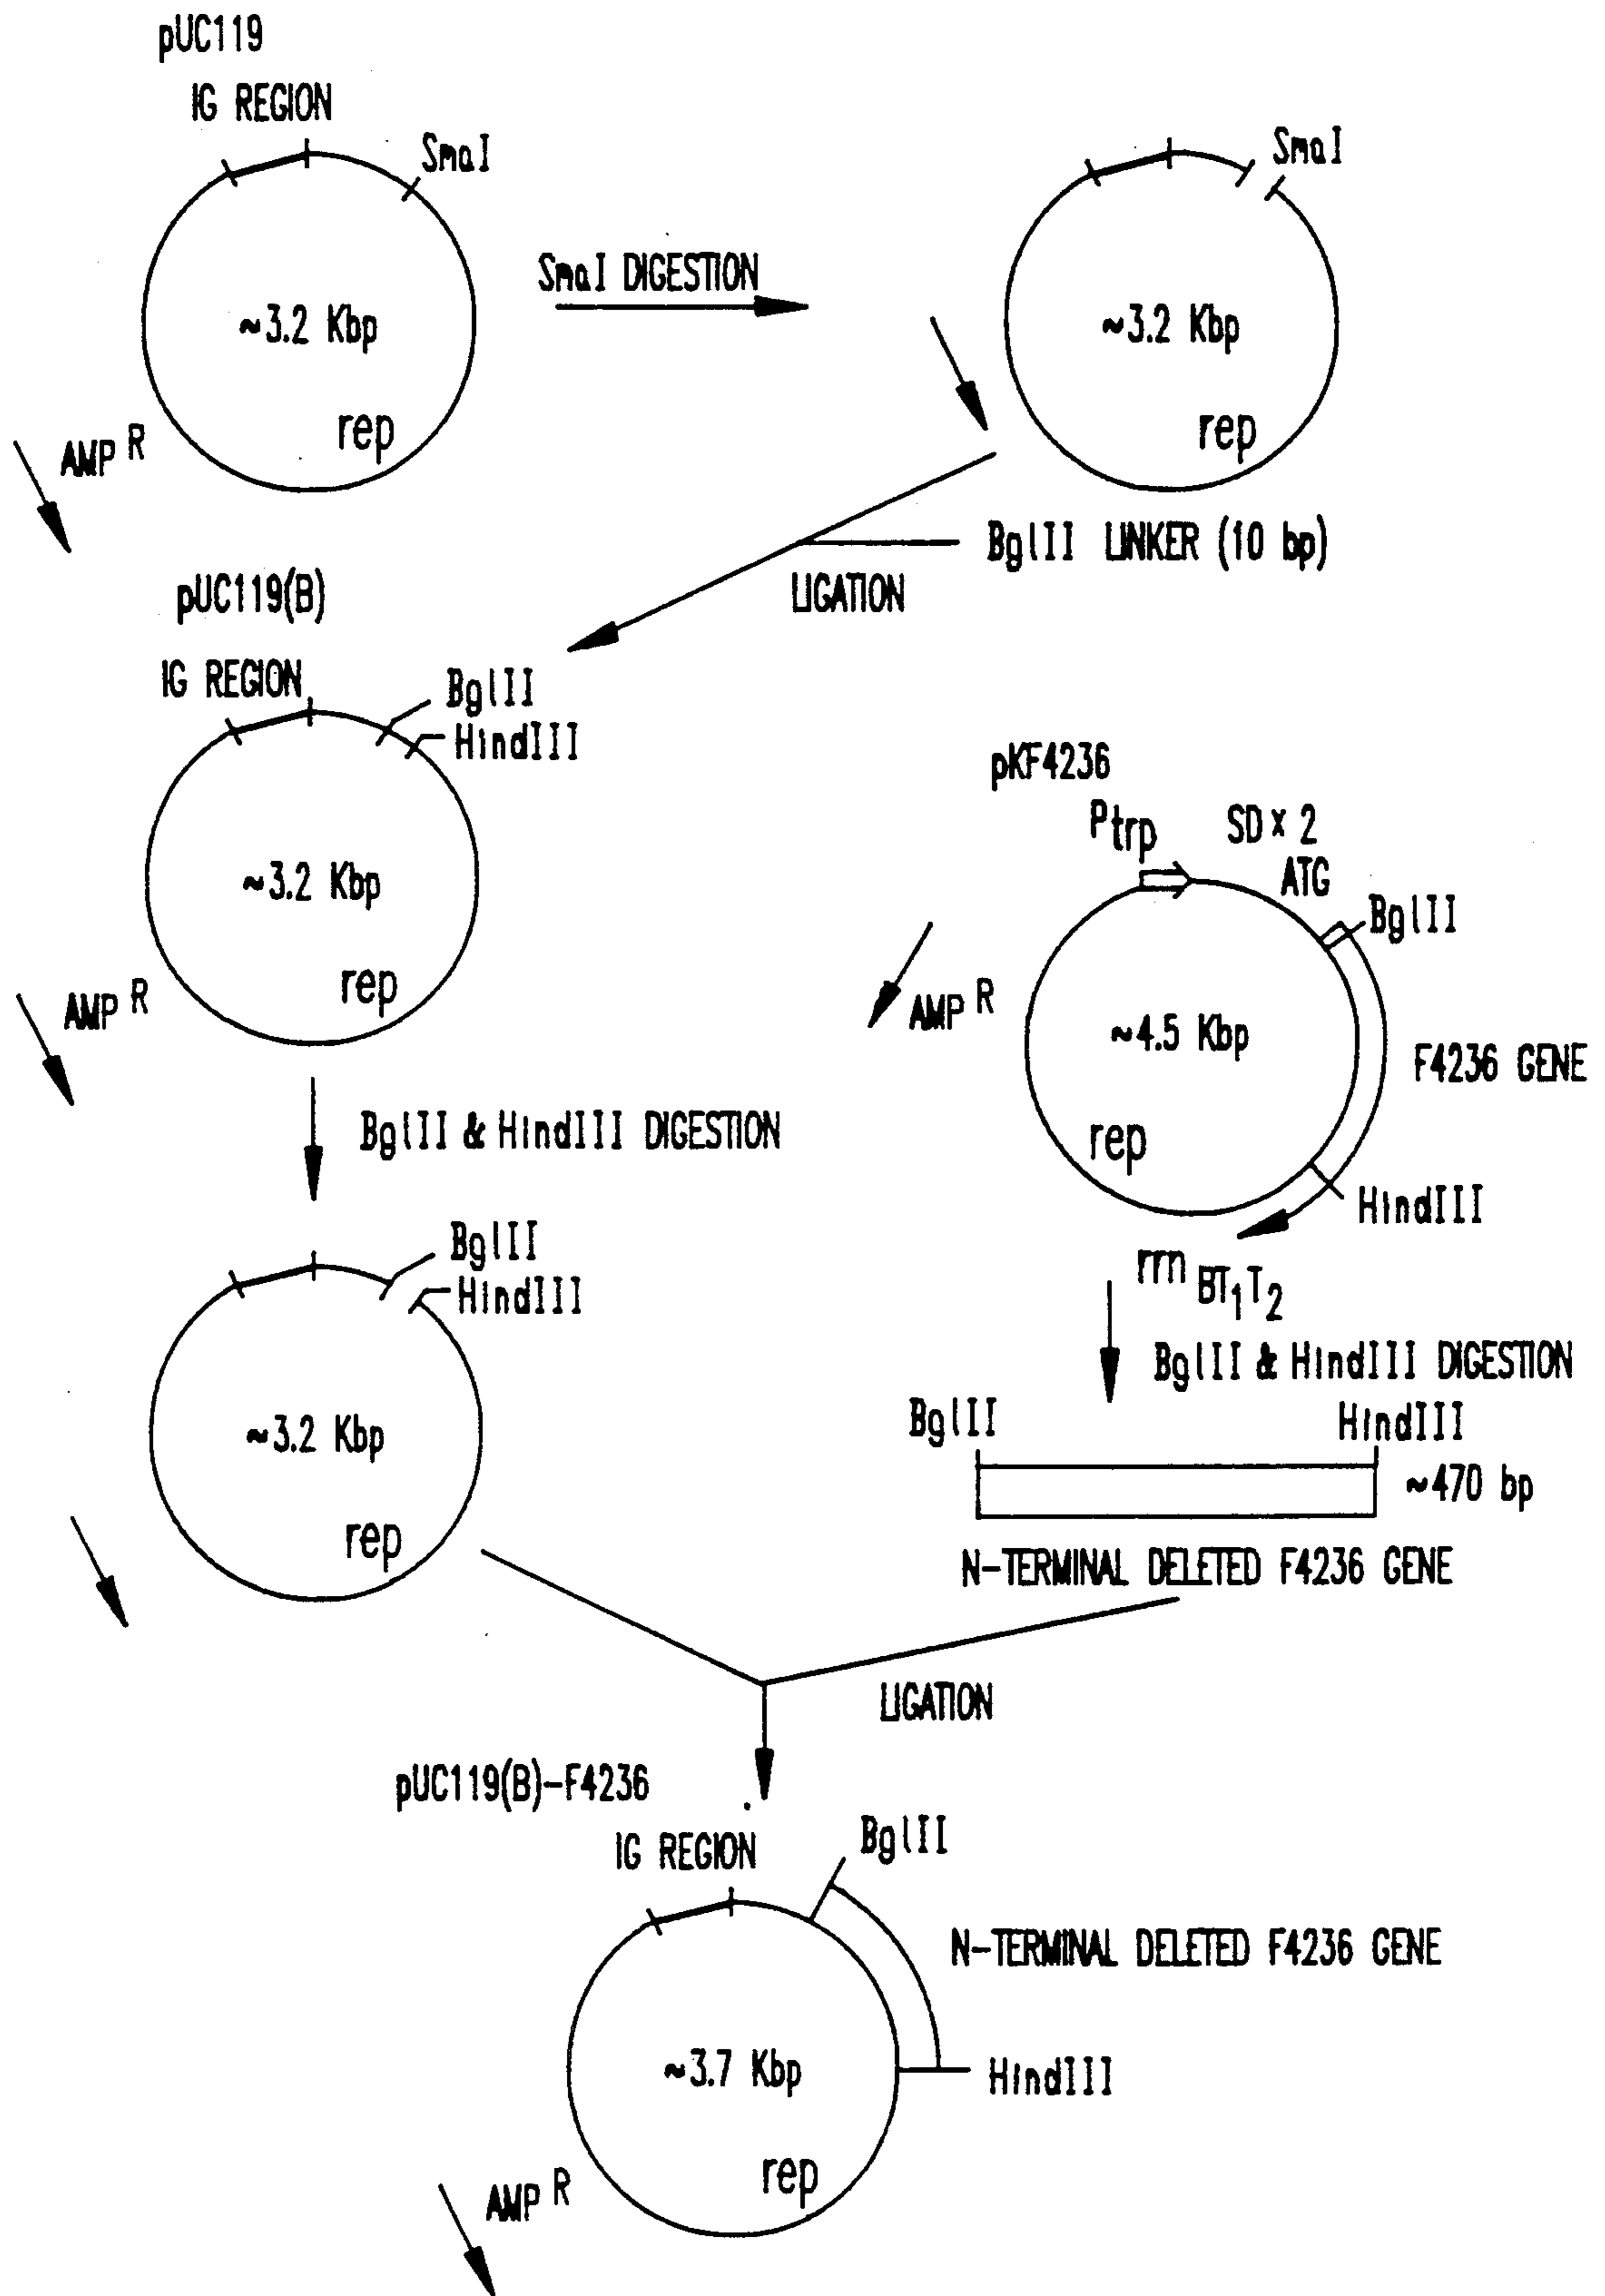 pUC119
IG REGION
SmaI
~3.2 Kbp
rep
AMP R
SmaI DIGESTION
SmaI
~3.2 Kbp
rep
BglII LINKER (10 bp)
LIGATION
pUC119(B)
IG REGION
BglII
HindIII
~3.2 Kbp
rep
AMP R
BglII & HindIII DIGESTION
pKF4236
Ptrp
SD x 2
ATG
BglII
AMP R
~4.5 Kbp
F4236 GENE
rep
HindIII
rrn BT1T2
BglII & HindIII DIGESTION
BglII
HindIII
~3.2 Kbp
rep
BglII
HindIII
~470 bp
N-TERMINAL DELETED F4236 GENE
LIGATION
pUC119(B)-F4236
IG REGION
BglII
N-TERMINAL DELETED F4236 GENE
~3.7 Kbp
HindIII
rep
AMP R